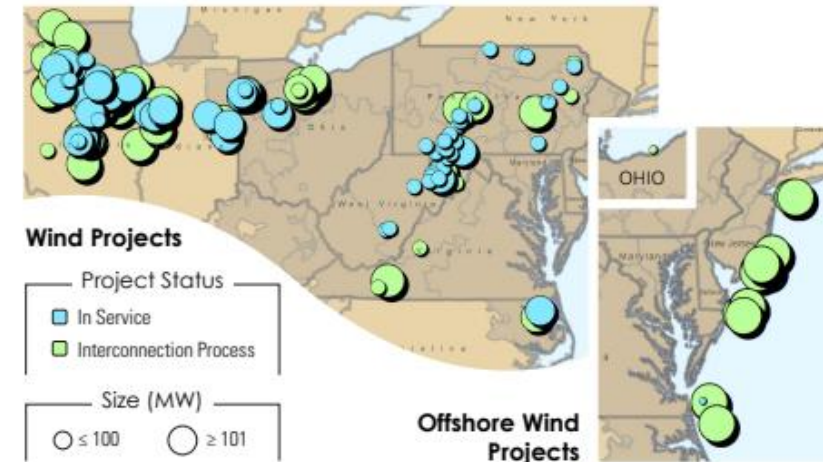 Michigan
New York
Ohio
West Virginia
Virginia
OHIO
Maryland
New Jersey
Wind Projects
Project Status
In Service
Interconnection Process
Size (MW)
≤ 100
≥ 101
Offshore Wind
Projects